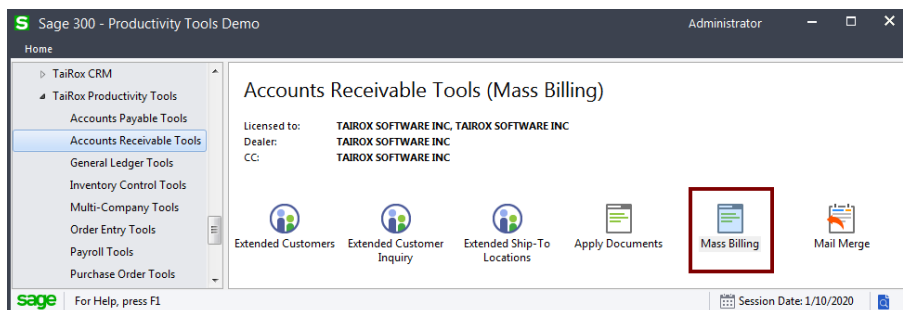 S Sage 300 - Productivity Tools Demo Administrator
Home
TaiRox CRM
TaiRox Productivity Tools
Accounts Payable Tools
Accounts Receivable Tools
General Ledger Tools
Inventory Control Tools
Multi-Company Tools
Order Entry Tools
Payroll Tools
Purchase Order Tools
Accounts Receivable Tools (Mass Billing)
Licensed to: TAIROX SOFTWARE INC, TAIROX SOFTWARE INC
Dealer: TAIROX SOFTWARE INC
CC: TAIROX SOFTWARE INC
Extended Customers
Extended Customer
Inquiry
Extended Ship-To
Locations
Apply Documents
Mass Billing
Mail Merge
sage For Help, press F1 Session Date: 1/10/2020